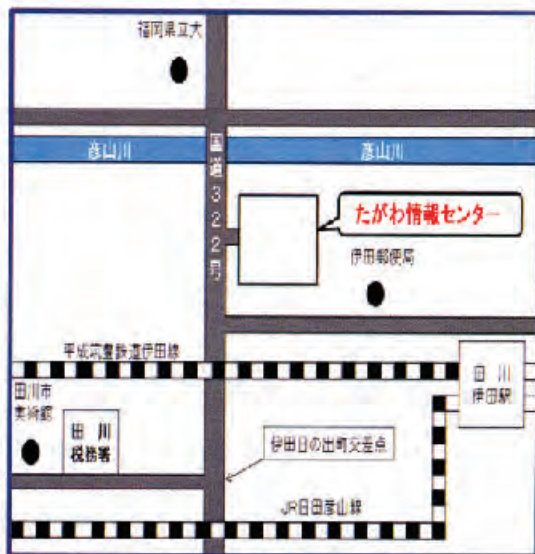 福岡県立大
彦山川
彦山川
国道322号
たがわ情報センター
伊田郵便局
平成筑豊鉄道伊田線
田川
伊田駅
田川市
美術館
田川
税務署
伊田日の出町交差点
JR日田彦山線